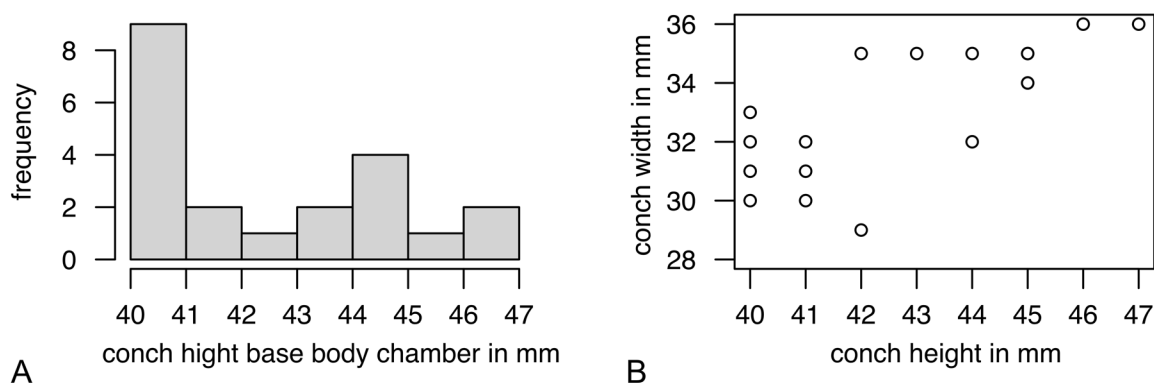 8
6
4
2
0
frequency
40 41 42 43 44 45 46 47
conch hight base body chamber in mm
A
36
34
32
30
28
conch width in mm
40 41 42 43 44 45 46 47
conch height in mm
B